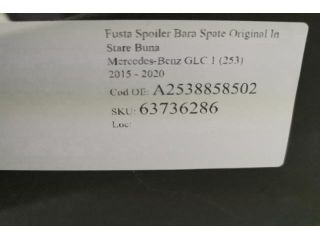 Fusta Spoiler Bara Spate Original In
Stare Buna
Mercedes-Benz GLC 1 (253)
2015 - 2020
Cod OE: A2538858502
SKU: 63736286
Loc: